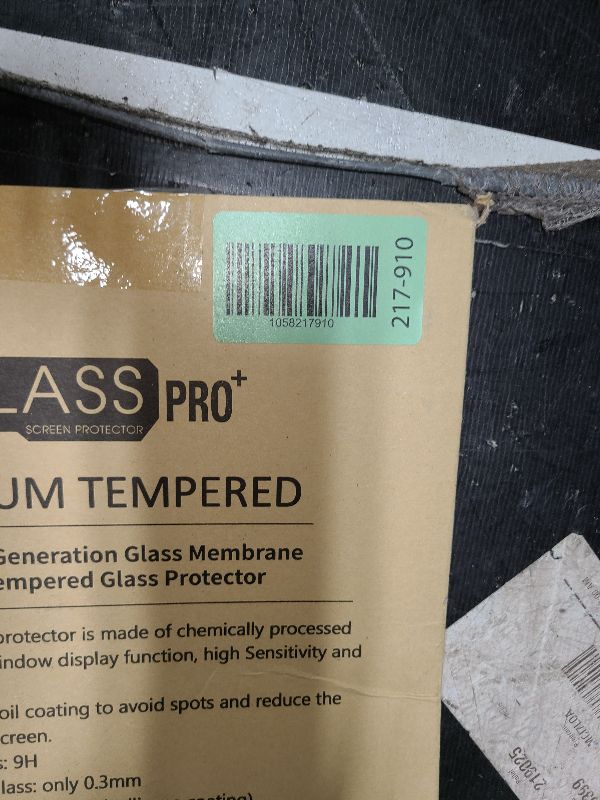 1058217910
217-910
LASS PRO+
SCREEN PROTECTOR
UM TEMPERED
Generation Glass Membrane
empered Glass Protector
protector is made of chemically processed
indow display function, high Sensitivity and
oil coating to avoid spots and reduce the
creen.
s: 9H
lass: only 0.3mm
219025